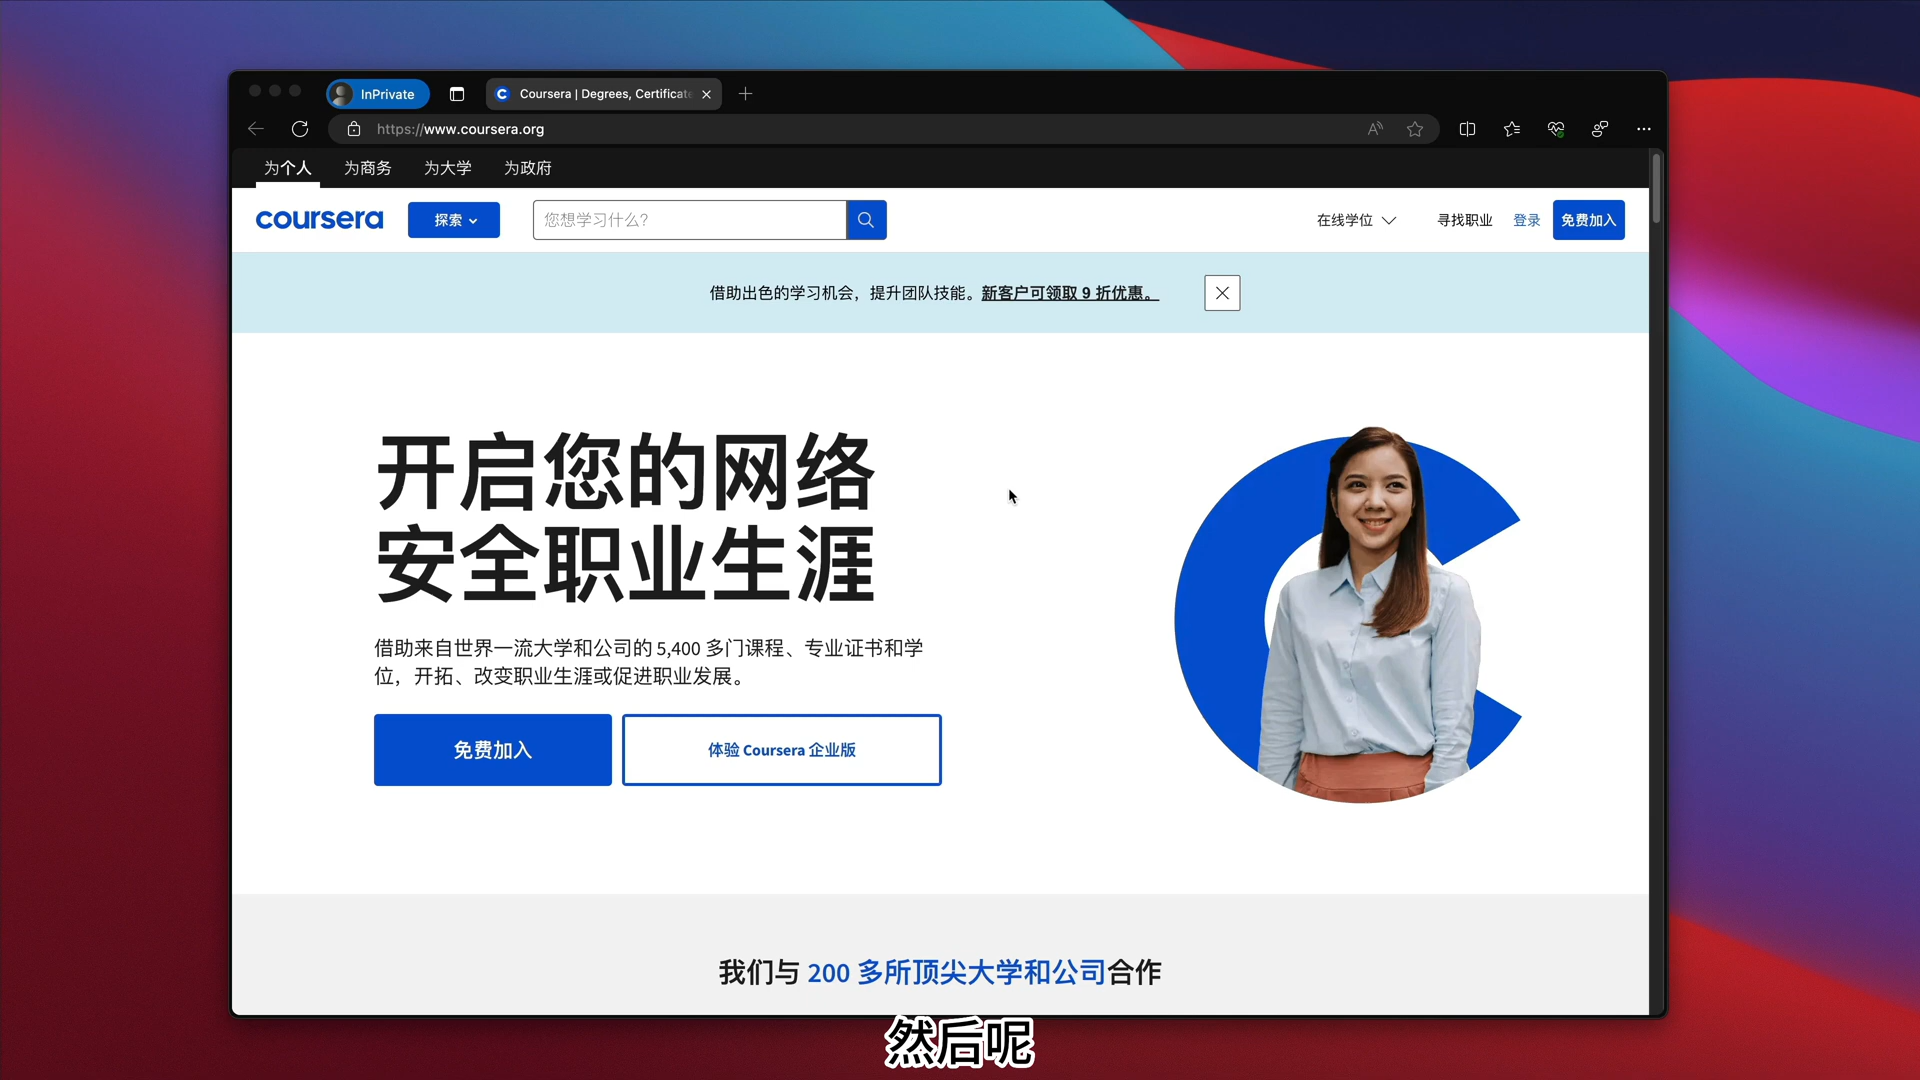 InPrivate
Coursera | Degrees, Certificate
https://www.coursera.org
为个人 为商务 为大学 为政府
coursera 探索 您想学习什么? 在线学位 寻找职业 登录 免费加入
借助出色的学习机会，提升团队技能。新客户可领取 9 折优惠。
开启您的网络
安全职业生涯
借助来自世界一流大学和公司的 5,400 多门课程、专业证书和学
位，开拓、改变职业生涯或促进职业发展。
免费加入 体验 Coursera 企业版
我们与 200 多所顶尖大学和公司合作
然后呢